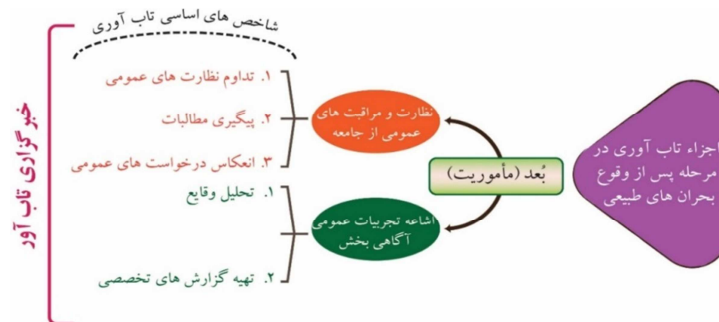 شاخص های اساسی تاب آوری
اجزاء تاب آوری در
مرحله پس از وقوع
بحران های طبیعی
بُعد (مأموریت)
نظارت و مراقبت های
عمومی از جامعه
۱. تداوم نظارت های عمومی
۲. پیگیری مطالبات
۳. انعکاس درخواست های عمومی
اشاعه تجربیات عمومی
آگاهی بخش
۱. تحلیل وقایع
۲. تهیه گزارش های تخصصی
خبر گزاری تاب آور